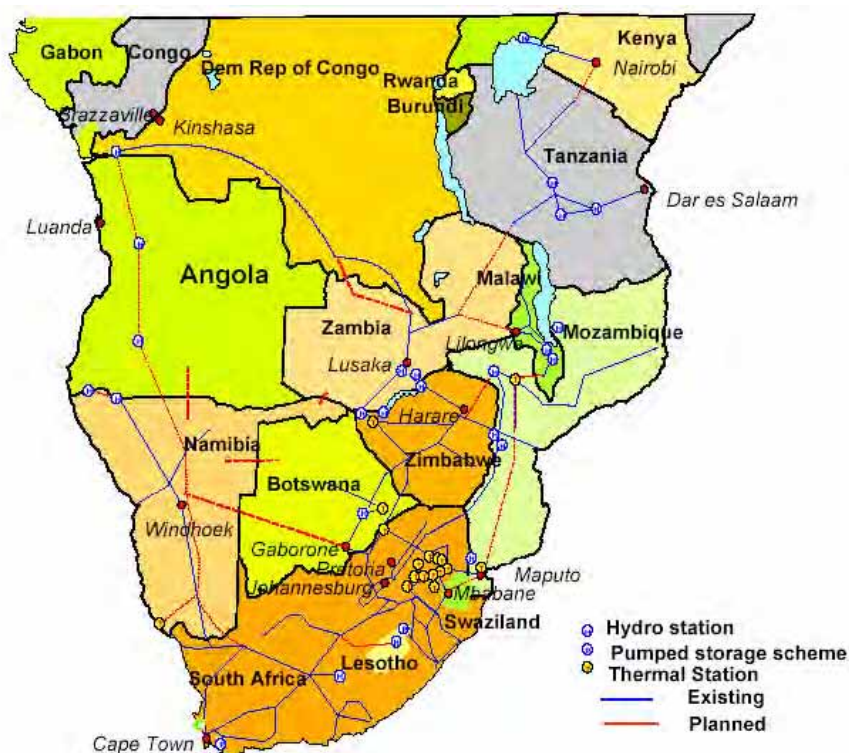 Gabon
Congo
Dem Rep of Congo
Kenya
Nairobi
Rwanda
Burundi
Brazzaville
Kinshasa
Tanzania
Dar es Salaam
Luanda
Angola
Malawi
Zambia
Lilongwe
Mozambique
Lusaka
Harare
Namibia
Zimbabwe
Botswana
Windhoek
Gaborone
Pretoria
Johannesburg
Maputo
Mbabane
Swaziland
Hydro station
Pumped storage scheme
Lesotho
South Africa
Thermal Station
Existing
Planned
Cape Town